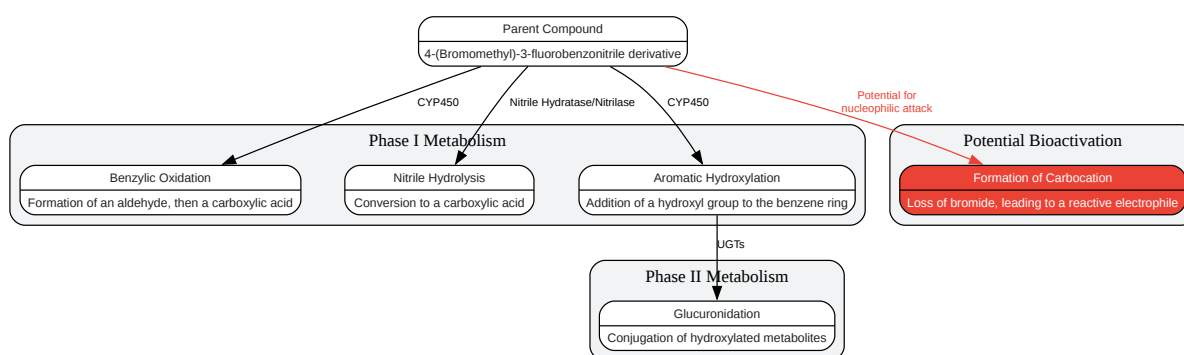 Parent Compound
4-(Bromomethyl)-3-fluorobenzonitrile derivative
CYP450
Nitrile Hydratase/Nitrilase
CYP450
Potential for
nucleophilic attack
Phase I Metabolism
Potential Bioactivation
Benzylic Oxidation
Formation of an aldehyde, then a carboxylic acid
Nitrile Hydrolysis
Conversion to a carboxylic acid
Aromatic Hydroxylation
Addition of a hydroxyl group to the benzene ring
Formation of Carbocation
Loss of bromide, leading to a reactive electrophile
UGTs
Phase II Metabolism
Glucuronidation
Conjugation of hydroxylated metabolites